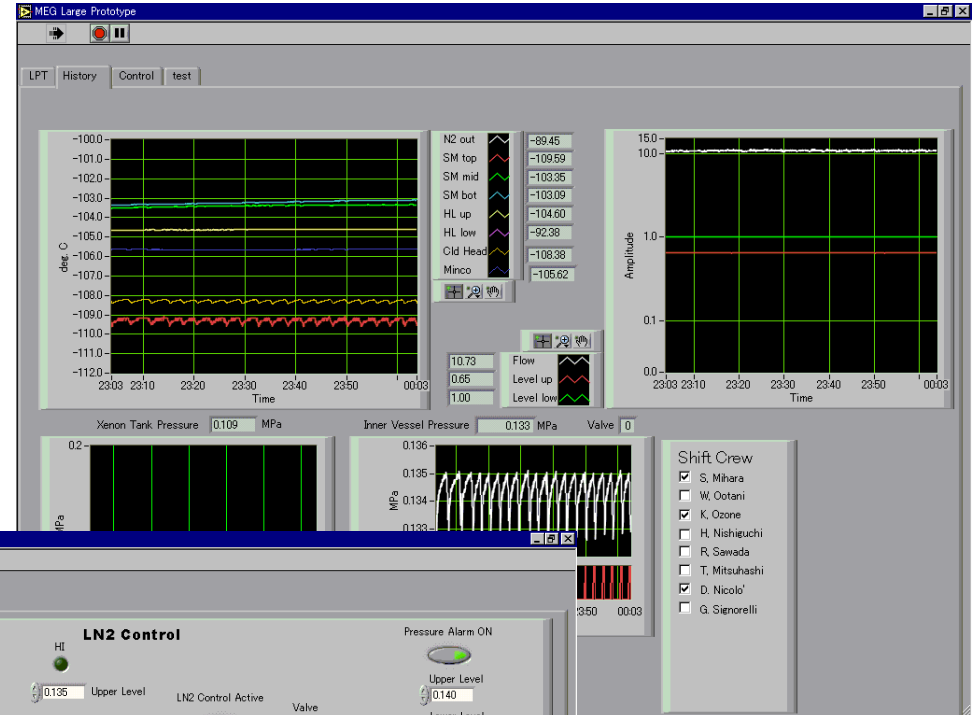 MEG Large Prototype
LPT History Control test
-100.0
-101.0
-102.0
-103.0
-104.0
-105.0
-106.0
-107.0
-108.0
-109.0
-110.0
-111.0
-112.0
deg. C
23:03 23:10 23:20 23:30 23:40 23:50 00:03
Time
N2 out -89.45
SM top -109.59
SM mid -103.35
SM bot -103.09
HL up -104.60
HL low -92.38
Cld Head -108.38
Minco -105.62
10.73 Flow
0.65 Level up
1.00 Level low
15.0
10.0
1.0
0.1
0.0
Amplitude
23:03 23:10 23:20 23:30 23:40 23:50 00:03
Time
Xenon Tank Pressure 0.109 MPa
Inner Vessel Pressure 0.133 MPa Valve 0
0.2
MPa
0.136
0.135
0.134
0.133
MPa
23:50 00:03
Shift Crew
S. Mihara
W. Ootani
K. Ozone
H. Nishiguchi
R. Sawada
T. Mitsuhashi
D. Nicolo'
G. Signorelli
LN2 Control
HI
0.135 Upper Level
LN2 Control Active
Valve
Pressure Alarm ON
Upper Level
0.140